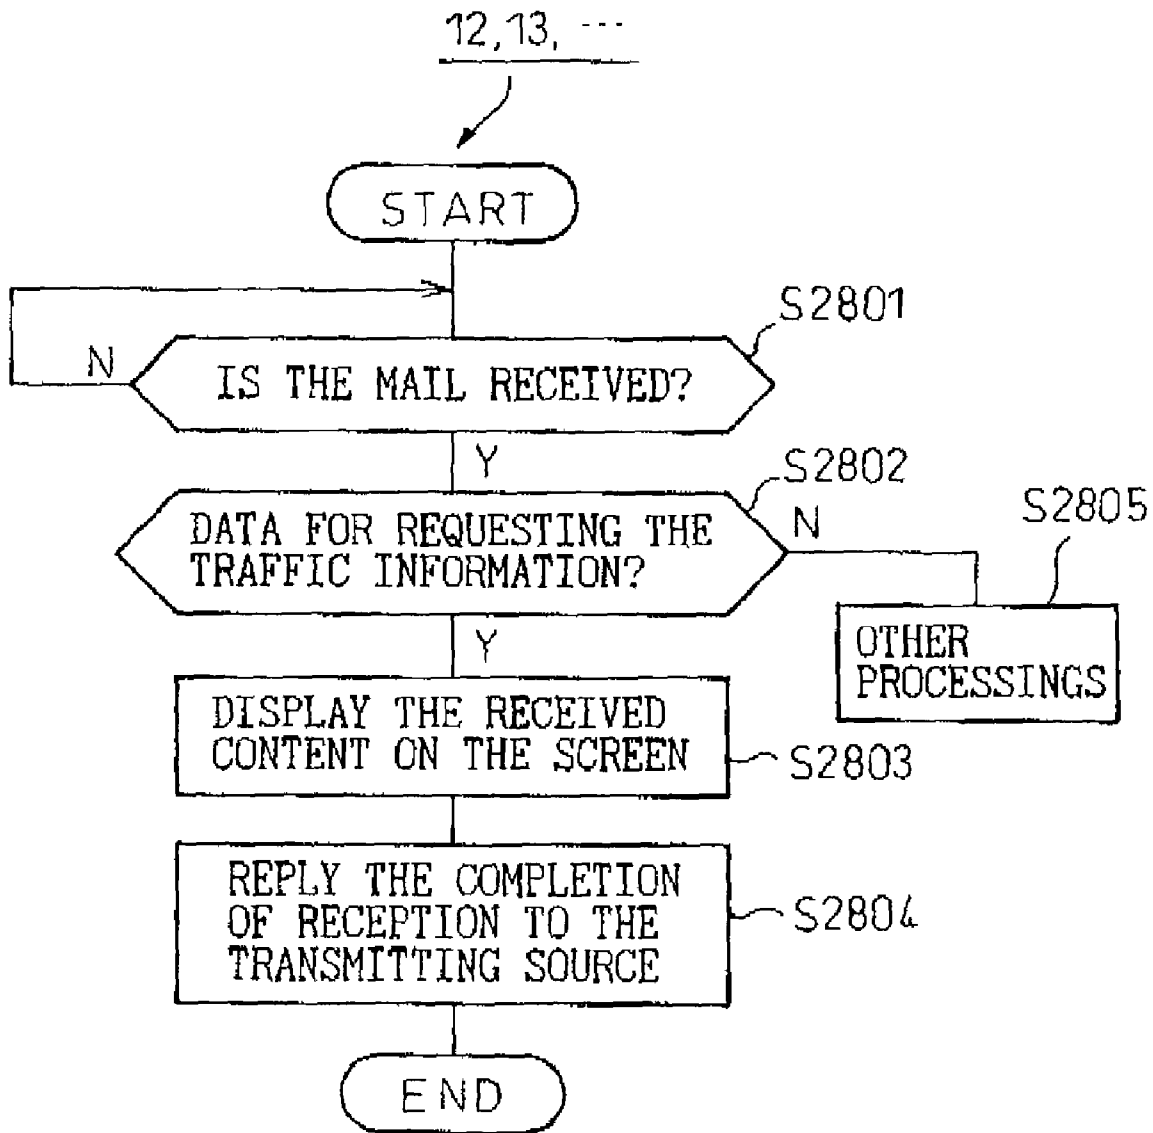 12,13, ---
START
S2801
N
IS THE MAIL RECEIVED?
Y
S2802
DATA FOR REQUESTING THE
TRAFFIC INFORMATION?
N
S2805
Y
OTHER
PROCESSINGS
DISPLAY THE RECEIVED
CONTENT ON THE SCREEN
S2803
REPLY THE COMPLETION
OF RECEPTION TO THE
TRANSMITTING SOURCE
S2804
END